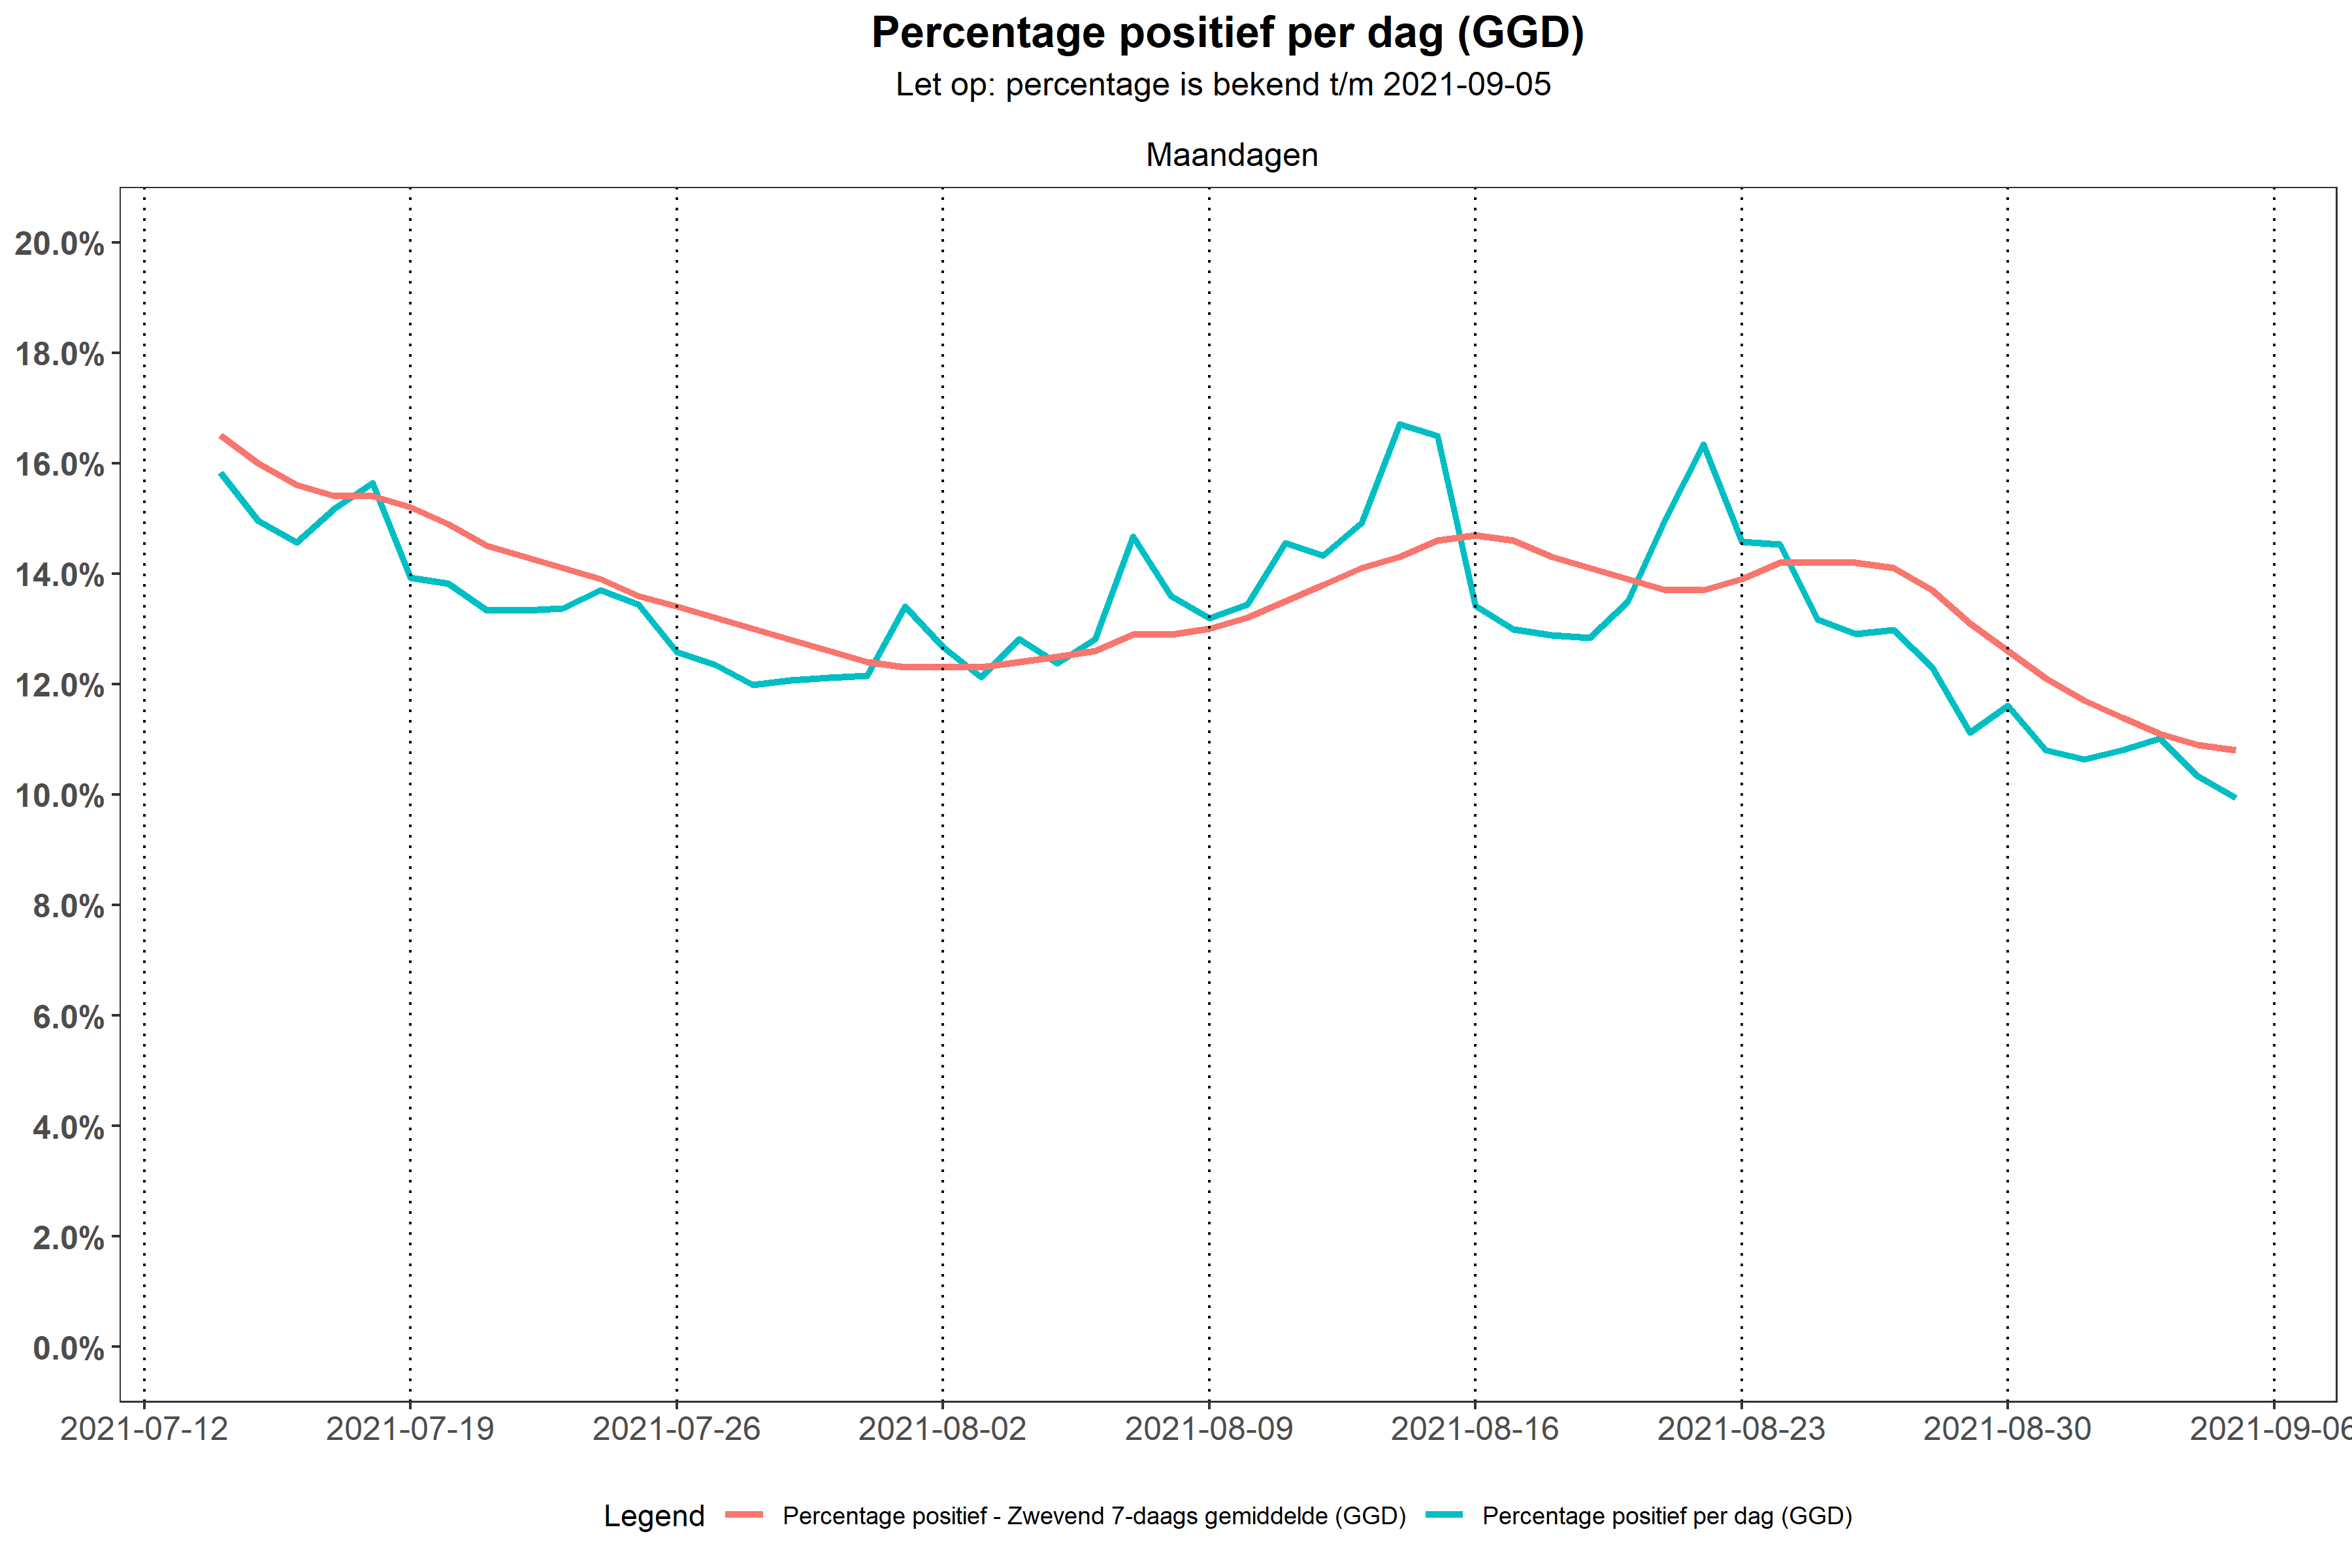 Percentage positief per dag (GGD)
Let op: percentage is bekend t/m 2021-09-05
Maandagen
20.0%
18.0%
16.0%
14.0%
12.0%
10.0%
8.0%
6.0%
4.0%
2.0%
0.0%
2021-07-12 2021-07-19 2021-07-26 2021-08-02 2021-08-09 2021-08-16 2021-08-23 2021-08-30 2021-09-06
Legend Percentage positief - Zwevend 7-daags gemiddelde (GGD) Percentage positief per dag (GGD)